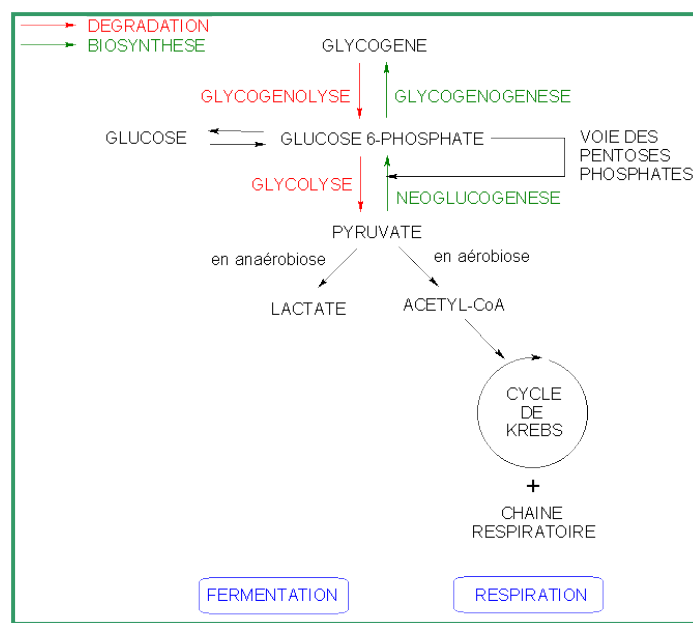 DEGRADATION
BIOSYNTHESE
GLYCOGENE
GLYCOGENOLYSE
GLYCOGENOGENESE
GLUCOSE
GLUCOSE 6-PHOSPHATE
VOIE DES
PENTOSES
PHOSPHATES
GLYCOLYSE
NEOGLUCOGENESE
PYRUVATE
en anaérobiose
en aérobiose
LACTATE
ACETYL-CoA
CYCLE
DE
KREBS
+
CHAINE
RESPIRATOIRE
FERMENTATION
RESPIRATION